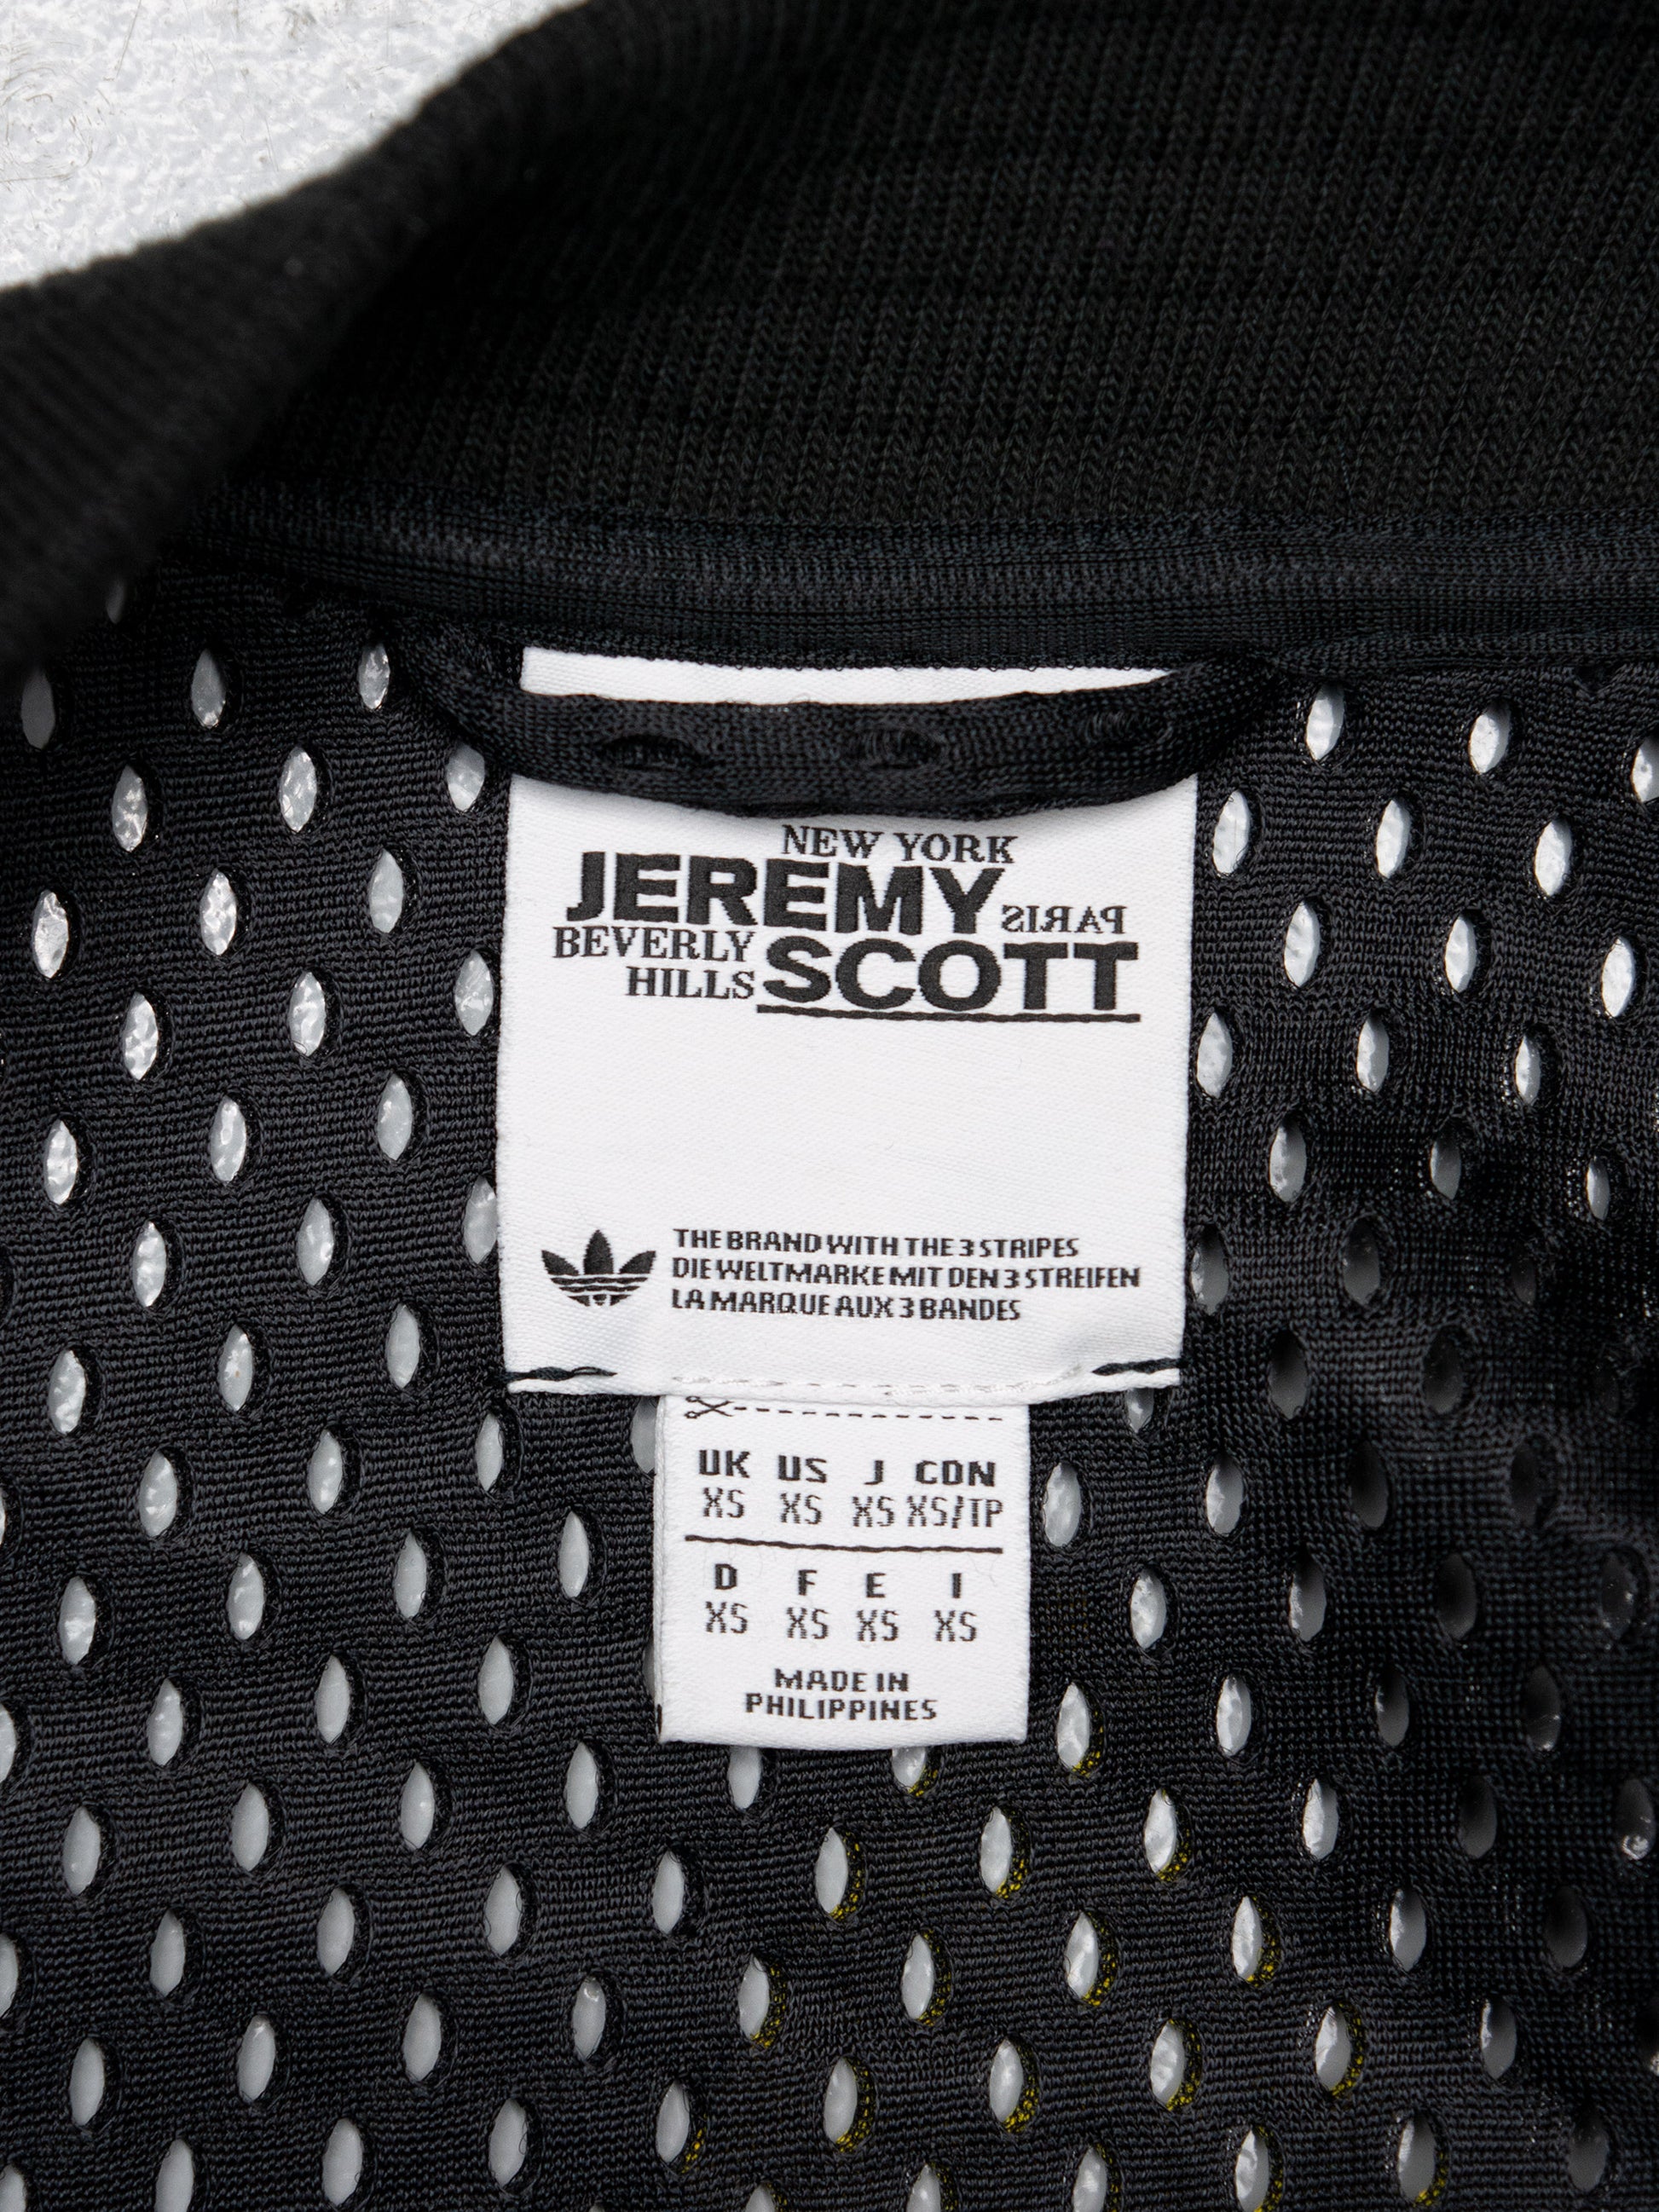 NEW YORK
JEREMY PARIS
BEVERLY HILLS SCOTT
THE BRAND WITH THE 3 STRIPES
DIE WELTMARKE MIT DEN 3 STREIFEN
LA MARQUE AUX 3 BANDES
UK US J CDN
XS XS XS XS/TP
D F E I
XS XS XS XS
MADE IN
PHILIPPINES